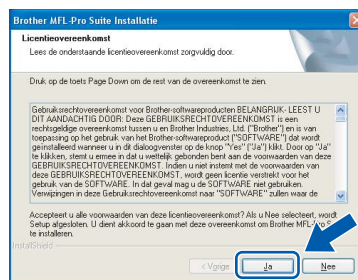 Brother MFL-Pro Suite Installatie
Licentieovereenkomst
Lees de onderstaande licentieovereenkomst zorgvuldig door.
Druk op de toets Page Down om de rest van de overeenkomst te zien.
Gebruiksrechtovereenkomst voor Brother-softwareproducten BELANGRIJK- LEEST U
DIT AANDACHTIG DOOR: Deze GEBRUIKSRECHTOVEREENKOMST is een
rechtsgeldige overeenkomst tussen u en Brother Industries, Ltd. ("Brother") en is van
toepassing op het gebruik van het Brother-softwareproduct ("SOFTWARE") dat wordt
geïnstalleerd wanneer u in dit dialoogvenster op de knop "Yes" ("Ja") klikt. Door op "Ja"
te klikken, stemt u ermee in dat u wettelijk gebonden bent aan de voorwaarden van deze
GEBRUIKSRECHTOVEREENKOMST. Indien u niet instemt met de voorwaarden van
deze GEBRUIKSRECHTOVEREENKOMST, wordt geen licentie verstrekt voor het
gebruik van de SOFTWARE. In dat geval mag u de SOFTWARE niet gebruiken.
Verwijzingen in deze Gebruiksrechtovereenkomst naar "SOFTWARE" zullen waar de
Accepteert u alle voorwaarden van deze licentieovereenkomst? Als u Nee selecteert, wordt
Setup afgesloten. U dient akkoord te gaan met deze overeenkomst om Brother MFL-Pro
te installeren.
InstallShield
< Vorige
Ja
Nee